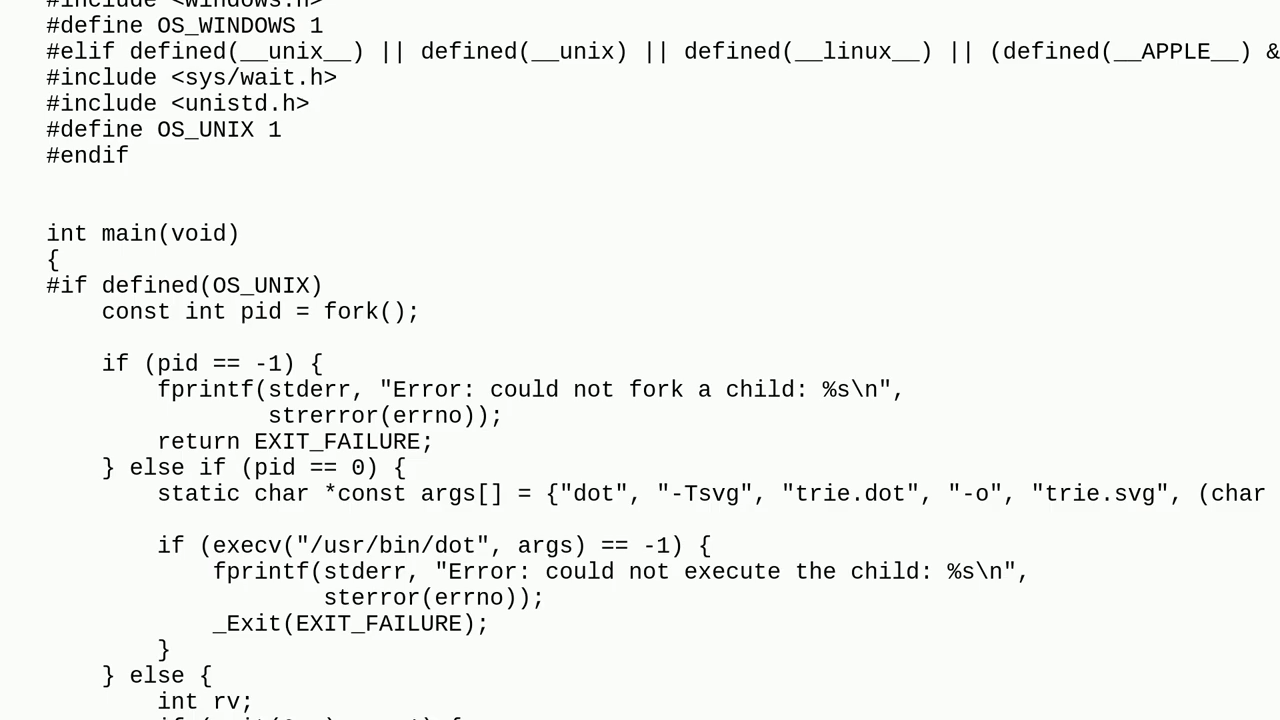 #include <windows.h>
#define OS_WINDOWS 1
#elif defined(__unix__) || defined(__unix) || defined(__linux__) || (defined(__APPLE__) &
#include <sys/wait.h>
#include <unistd.h>
#define OS_UNIX 1
#endif
int main(void)
{
#if defined(OS_UNIX)
    const int pid = fork();
    if (pid == -1) {
        fprintf(stderr, "Error: could not fork a child: %s\n",
                strerror(errno));
        return EXIT_FAILURE;
    } else if (pid == 0) {
        static char *const args[] = {"dot", "-Tsvg", "trie.dot", "-o", "trie.svg", (char
        if (execv("/usr/bin/dot", args) == -1) {
            fprintf(stderr, "Error: could not execute the child: %s\n",
                    sterror(errno));
            _Exit(EXIT_FAILURE);
        }
    } else {
        int rv;